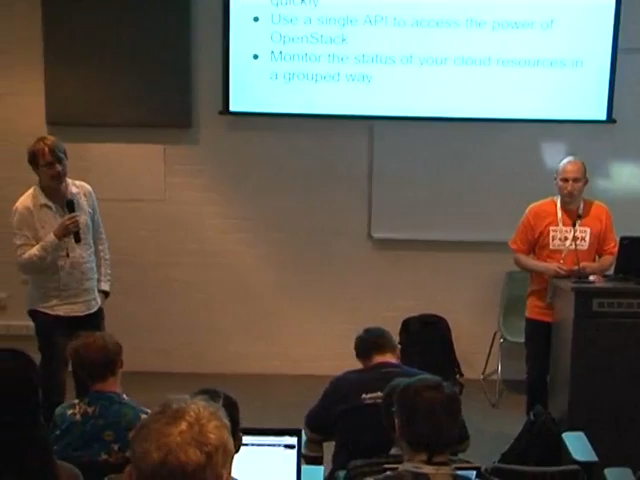 quickly
• Use a single API to access the power of
OpenStack
• Monitor the status of your cloud resources in
a grouped way